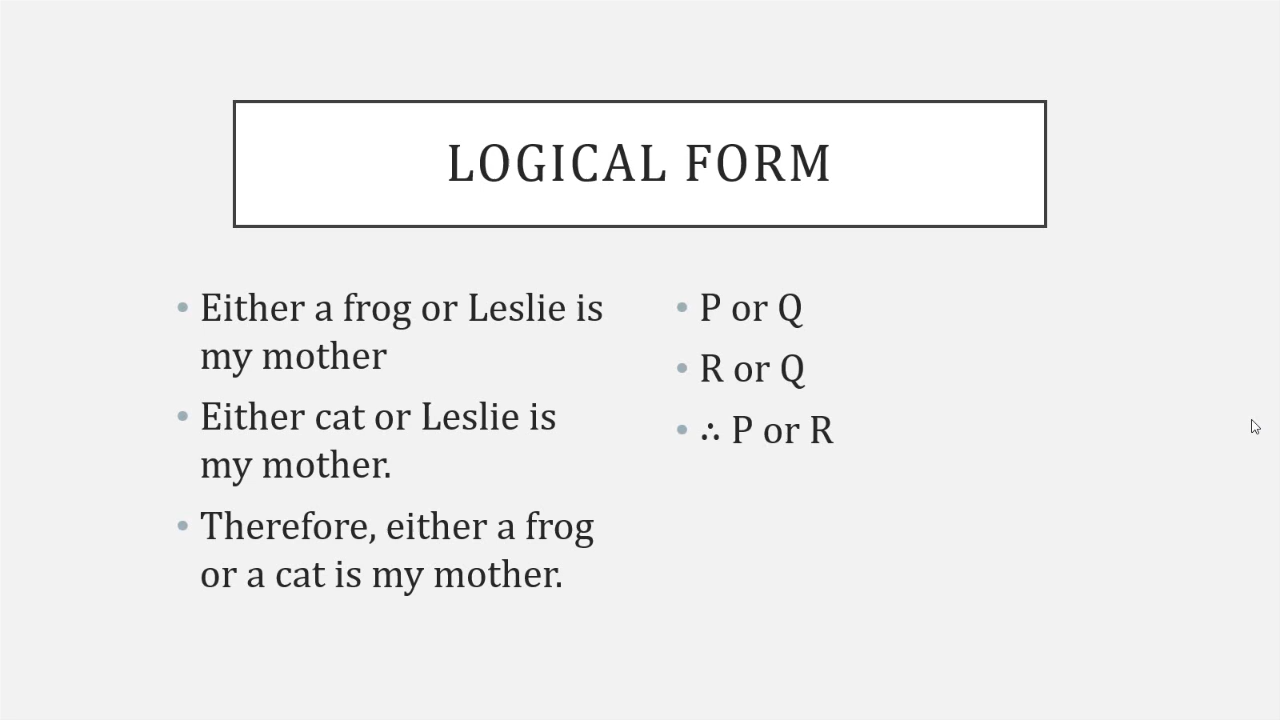 LOGICAL FORM
• Either a frog or Leslie is
my mother
• Either cat or Leslie is
my mother.
• Therefore, either a frog
or a cat is my mother.
• P or Q
• R or Q
• ∴ P or R